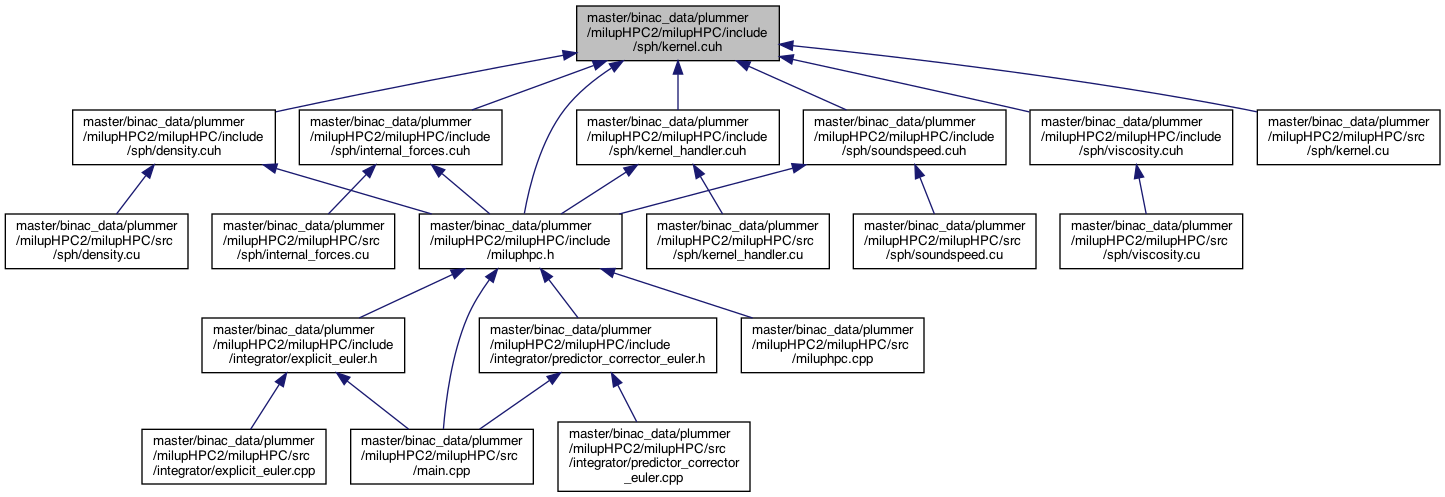 master/binac_data/plummer
/milupHPC2/milupHPC/include
/sph/kernel.cuh
master/binac_data/plummer
/milupHPC2/milupHPC/include
/sph/density.cuh
master/binac_data/plummer
/milupHPC2/milupHPC/include
/sph/internal_forces.cuh
master/binac_data/plummer
/milupHPC2/milupHPC/include
/sph/kernel_handler.cuh
master/binac_data/plummer
/milupHPC2/milupHPC/include
/sph/soundspeed.cuh
master/binac_data/plummer
/milupHPC2/milupHPC/include
/sph/viscosity.cuh
master/binac_data/plummer
/milupHPC2/milupHPC/src
/sph/kernel.cu
master/binac_data/plummer
/milupHPC2/milupHPC/src
/sph/density.cu
master/binac_data/plummer
/milupHPC2/milupHPC/src
/sph/internal_forces.cu
master/binac_data/plummer
/milupHPC2/milupHPC/include
/miluphpc.h
master/binac_data/plummer
/milupHPC2/milupHPC/src
/sph/kernel_handler.cu
master/binac_data/plummer
/milupHPC2/milupHPC/src
/sph/soundspeed.cu
master/binac_data/plummer
/milupHPC2/milupHPC/src
/sph/viscosity.cu
master/binac_data/plummer
/milupHPC2/milupHPC/include
/integrator/explicit_euler.h
master/binac_data/plummer
/milupHPC2/milupHPC/include
/integrator/predictor_corrector_euler.h
master/binac_data/plummer
/milupHPC2/milupHPC/src
/miluphpc.cpp
master/binac_data/plummer
/milupHPC2/milupHPC/src
/integrator/explicit_euler.cpp
master/binac_data/plummer
/milupHPC2/milupHPC/src
/main.cpp
master/binac_data/plummer
/milupHPC2/milupHPC/src
/integrator/predictor_corrector
_euler.cpp